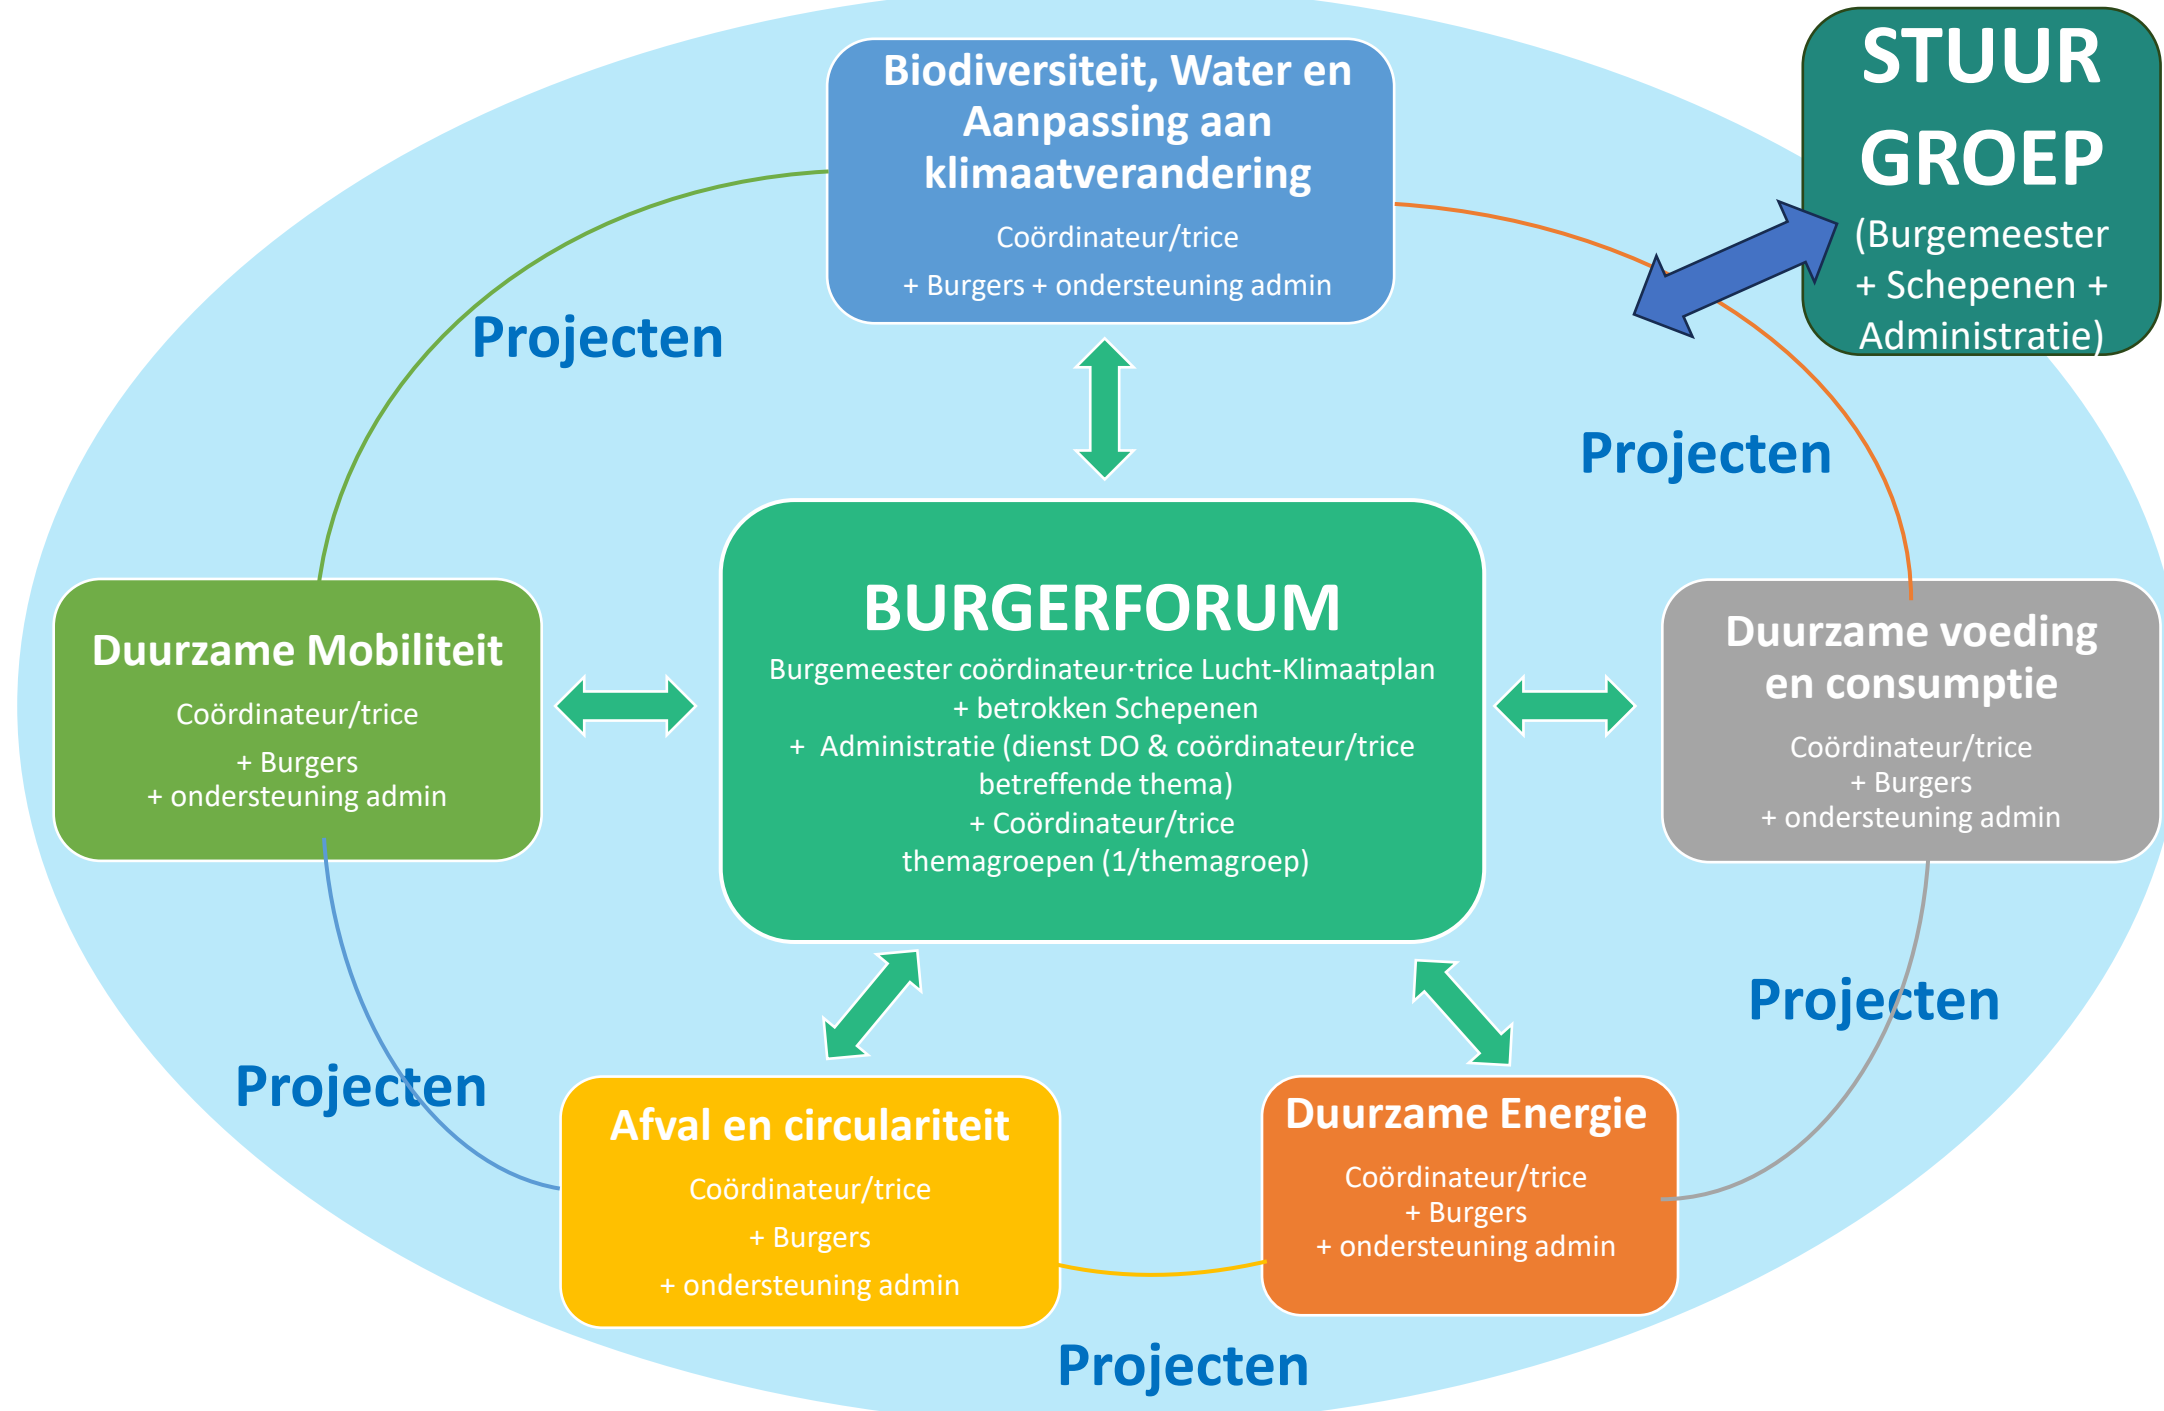 Biodiversiteit, Water en
Aanpassing aan
klimaatverandering
Coördinateur/trice
+ Burgers + ondersteuning admin
STUUR
GROEP
(Burgemeester
+ Schepenen +
Administratie)
Projecten
Projecten
Duurzame Mobiliteit
Coördinateur/trice
+ Burgers
+ ondersteuning admin
BURGERFORUM
Burgemeester coördinateur·trice Lucht-Klimaatplan
+ betrokken Schepenen
+ Administratie (dienst DO & coördinateur/trice
betreffende thema)
+ Coördinateur/trice
themagroepen (1/themagroep)
Duurzame voeding
en consumptie
Coördinateur/trice
+ Burgers
+ ondersteuning admin
Projecten
Projecten
Afval en circulariteit
Coördinateur/trice
+ Burgers
+ ondersteuning admin
Duurzame Energie
Coördinateur/trice
+ Burgers
+ ondersteuning admin
Projecten